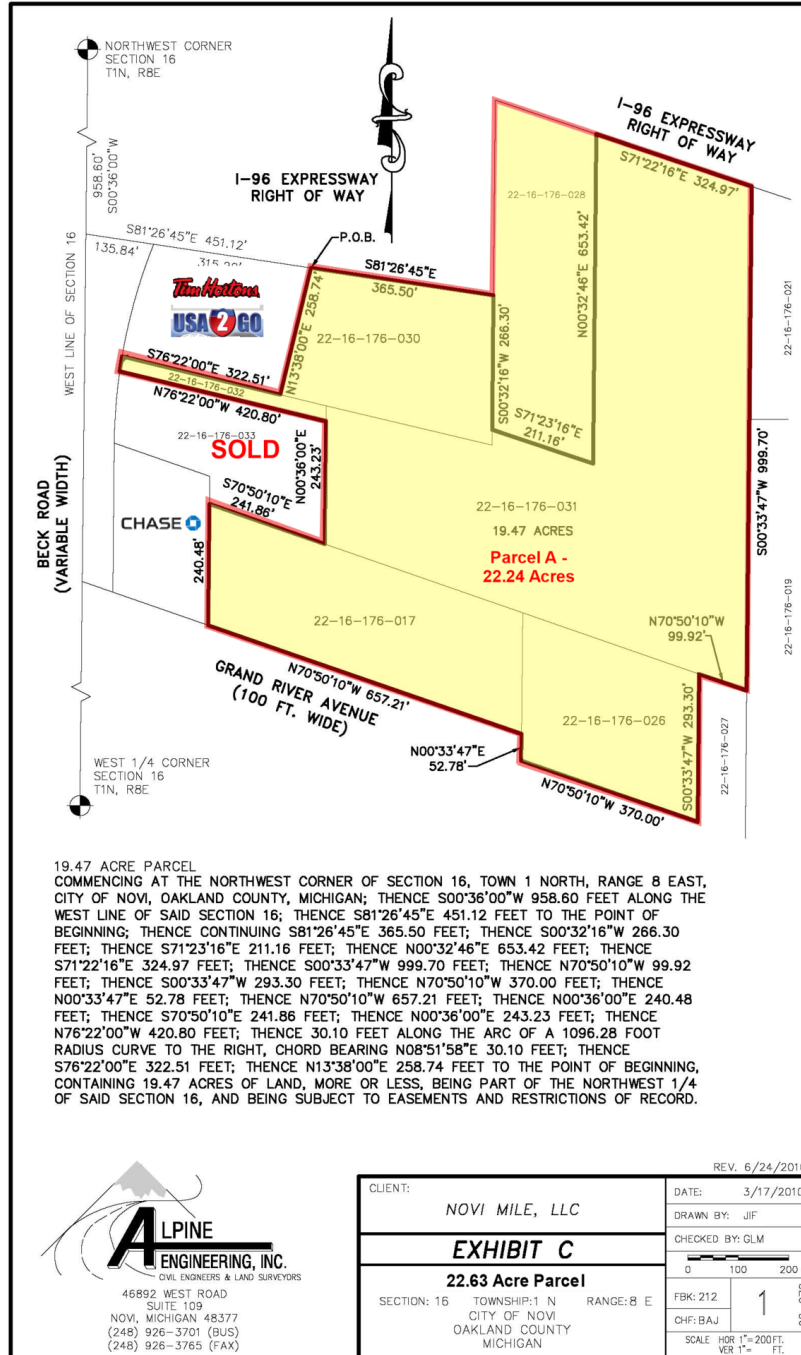 NORTHWEST CORNER
SECTION 16
T1N, R8E
958.60'
S00°36'00"W
WEST LINE OF SECTION 16
I-96 EXPRESSWAY
RIGHT OF WAY
I-96 EXPRESSWAY
RIGHT OF WAY
S71°22'16"E 324.97'
22-16-176-028
N00°32'46"E 653.42'
S81°26'45"E 451.12'
135.84'
P.O.B.
S81°26'45"E
365.50'
Tim Hortons
USA 2 GO
N13°38'00"E 258.74'
22-16-176-030
S00°32'16"W 266.30'
22-16-176-021
S76°22'00"E 322.51'
22-16-176-032
N76°22'00"W 420.80'
S71°23'16"E
211.16'
22-16-176-033
SOLD
N00°36'00"E
243.23'
S70°50'10"E
241.86'
S00°33'47"W 999.70'
22-16-176-031
19.47 ACRES
Parcel A -
22.24 Acres
CHASE
240.48'
BECK ROAD
(VARIABLE WIDTH)
22-16-176-017
N70°50'10"W
99.92'
22-16-176-019
N70°50'10"W 657.21'
GRAND RIVER AVENUE
(100 FT. WIDE)
22-16-176-026
S00°33'47"W 293.30'
22-16-176-027
N00°33'47"E
52.78'
N70°50'10"W 370.00'
WEST 1/4 CORNER
SECTION 16
T1N, R8E
19.47 ACRE PARCEL
COMMENCING AT THE NORTHWEST CORNER OF SECTION 16, TOWN 1 NORTH, RANGE 8 EAST,
CITY OF NOVI, OAKLAND COUNTY, MICHIGAN; THENCE S00°36'00"W 958.60 FEET ALONG THE
WEST LINE OF SAID SECTION 16; THENCE S81°26'45"E 451.12 FEET TO THE POINT OF
BEGINNING; THENCE CONTINUING S81°26'45"E 365.50 FEET; THENCE S00°32'16"W 266.30
FEET; THENCE S71°23'16"E 211.16 FEET; THENCE N00°32'46"E 653.42 FEET; THENCE
S71°22'16"E 324.97 FEET; THENCE S00°33'47"W 999.70 FEET; THENCE N70°50'10"W 99.92
FEET; THENCE S00°33'47"W 293.30 FEET; THENCE N70°50'10"W 370.00 FEET; THENCE
N00°33'47"E 52.78 FEET; THENCE N70°50'10"W 657.21 FEET; THENCE N00°36'00"E 240.48
FEET; THENCE S70°50'10"E 241.86 FEET; THENCE N00°36'00"E 243.23 FEET; THENCE
N76°22'00"W 420.80 FEET; THENCE 30.10 FEET ALONG THE ARC OF A 1096.28 FOOT
RADIUS CURVE TO THE RIGHT, CHORD BEARING N08°51'58"E 30.10 FEET; THENCE
S76°22'00"E 322.51 FEET; THENCE N13°38'00"E 258.74 FEET TO THE POINT OF BEGINNING,
CONTAINING 19.47 ACRES OF LAND, MORE OR LESS, BEING PART OF THE NORTHWEST 1/4
OF SAID SECTION 16, AND BEING SUBJECT TO EASEMENTS AND RESTRICTIONS OF RECORD.
ALPINE
ENGINEERING, INC.
CIVIL ENGINEERS & LAND SURVEYORS
46892 WEST ROAD
SUITE 109
NOVI, MICHIGAN 48377
(248) 926-3701 (BUS)
(248) 926-3765 (FAX)
REV. 6/24/2010
CLIENT:
NOVI MILE, LLC
EXHIBIT C
22.63 Acre Parcel
SECTION: 16 TOWNSHIP:1 N RANGE:8 E
CITY OF NOVI
OAKLAND COUNTY
MICHIGAN
DATE: 3/17/2010
DRAWN BY: JIF
CHECKED BY: GLM
0 100 200
FBK: 212
CHF: BAJ
1
SCALE HOR 1"=200 FT.
VER 1"= FT.